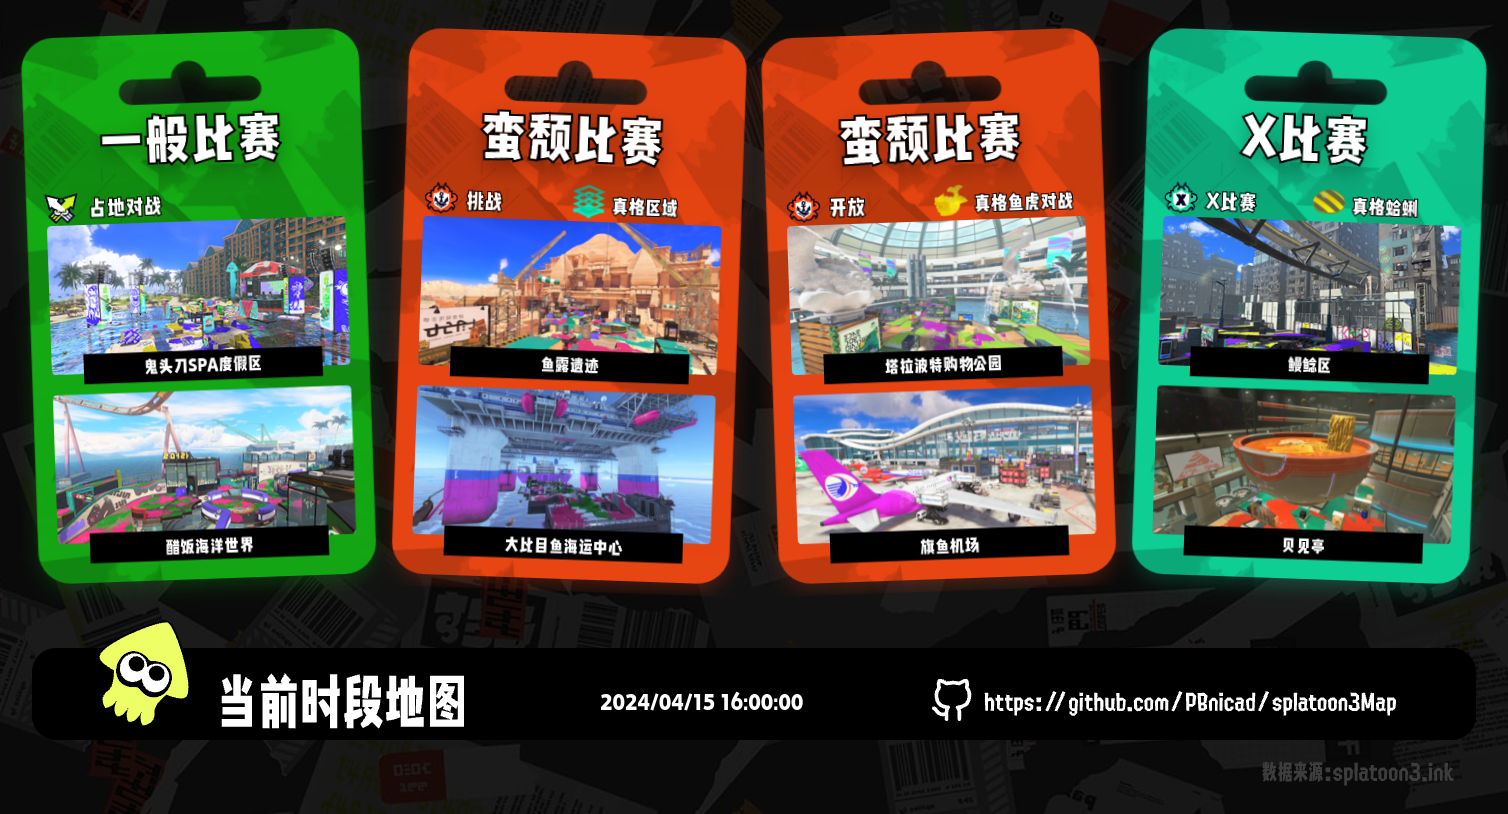 一般比赛
占地对战
鬼头刀SPA度假区
醋饭海洋世界
蛮颓比赛
挑战
真格区域
鱼露遗迹
大比目鱼海运中心
蛮颓比赛
开放
真格鱼虎对战
塔拉波特购物公园
旗鱼机场
X比赛
X比赛
真格蛤蜊
鳗鲶区
贝见亭
当前时段地图
2024/04/15 16:00:00
https://github.com/PBnicad/splatoon3Map
数据来源:splatoon3.ink